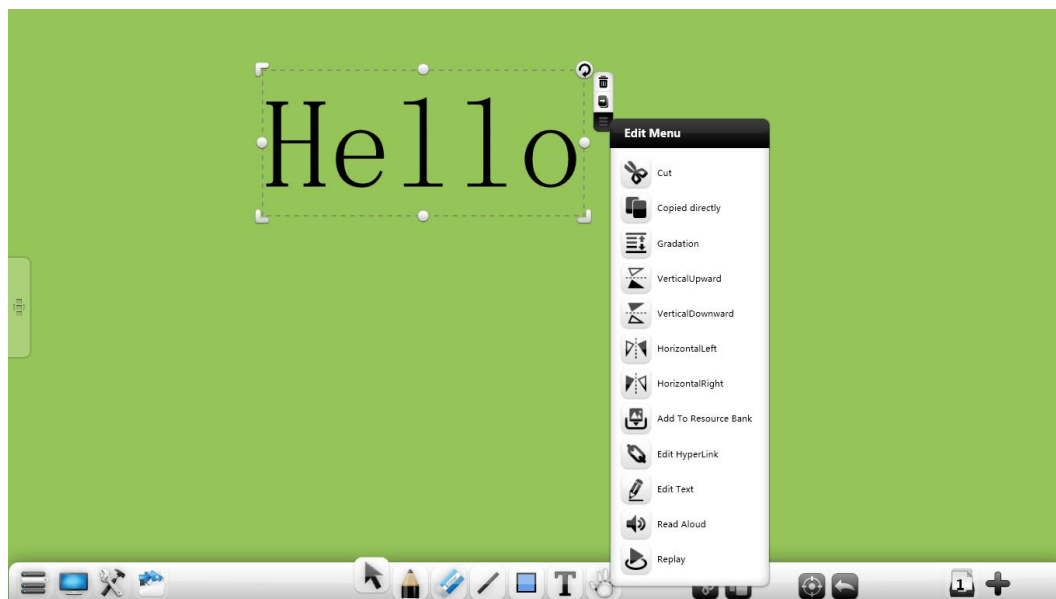 Hello
Edit Menu
Cut
Copied directly
Gradation
VerticalUpward
VerticalDownward
HorizontalLeft
HorizontalRight
Add To Resource Bank
Edit HyperLink
Edit Text
Read Aloud
Replay
T
1